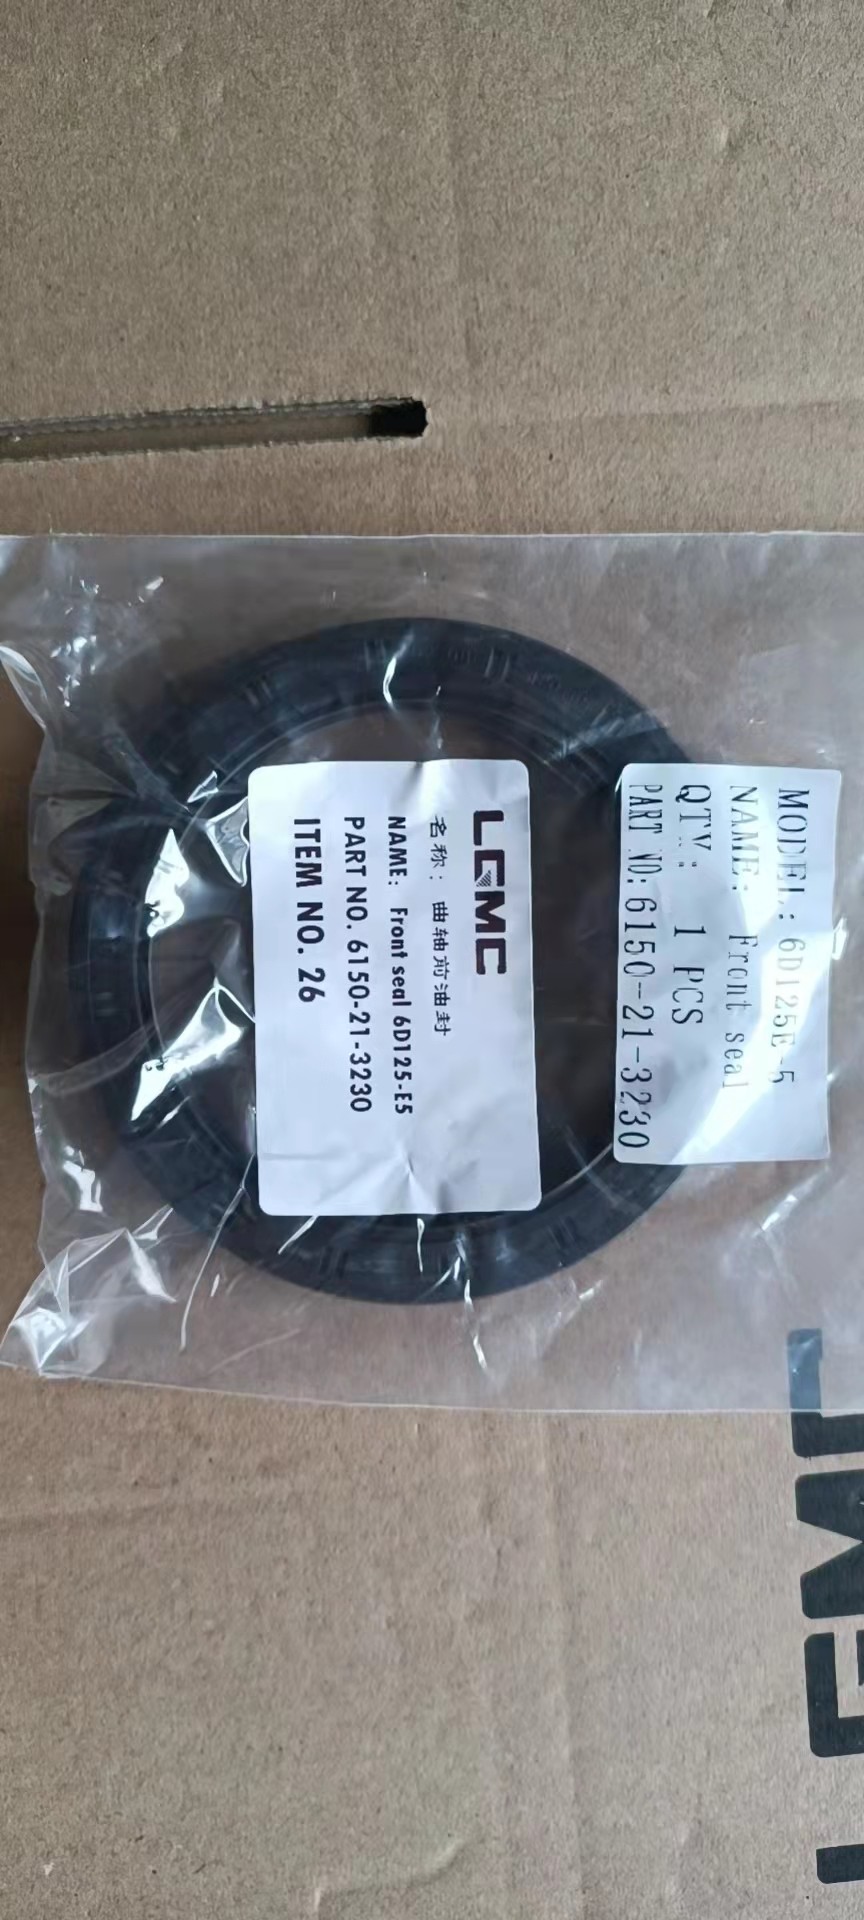 LGMC
名称：曲轴前油封
NAME: Front seal 6D125-E5
PART NO. 6150-21-3230
ITEM NO. 26
MODEL: 6D125E-5
NAME: Front seal
QTY: 1 PCS
PART NO: 6150-21-3230
LGMC